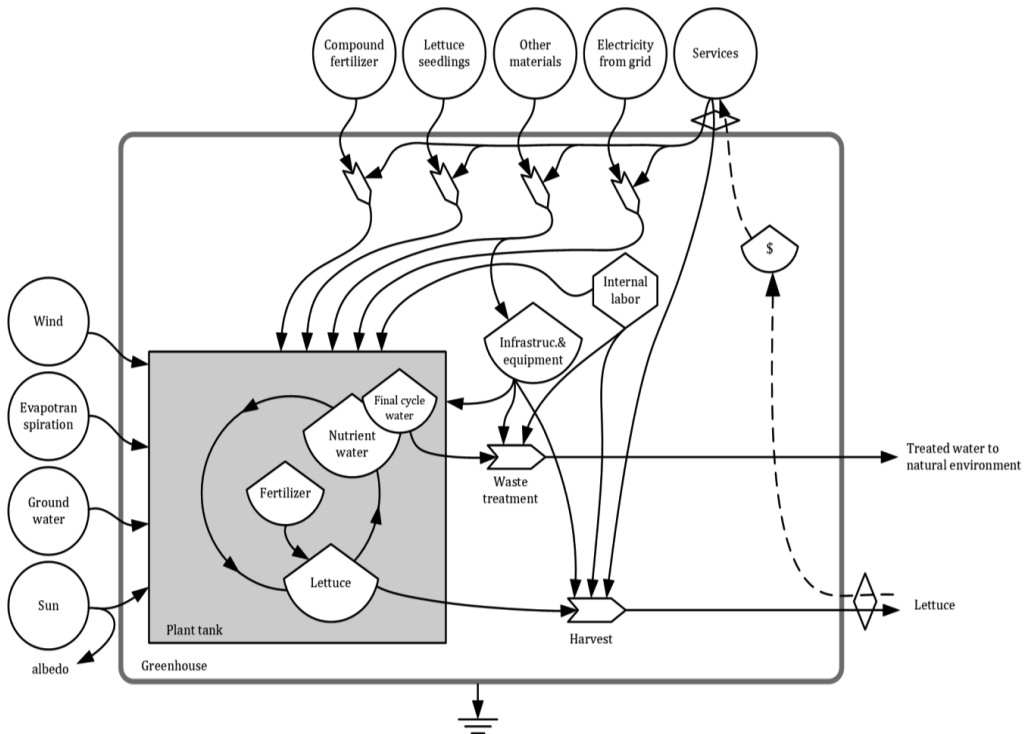 Compound
fertilizer
Lettuce
seedlings
Other
materials
Electricity
from grid
Services
$
Internal
labor
Wind
Infrastruc.&
equipment
Evapotran
spiration
Final cycle
water
Nutrient
water
Treated water to
natural environment
Waste
treatment
Fertilizer
Ground
water
Lettuce
Sun
Lettuce
Plant tank
Harvest
albedo
Greenhouse